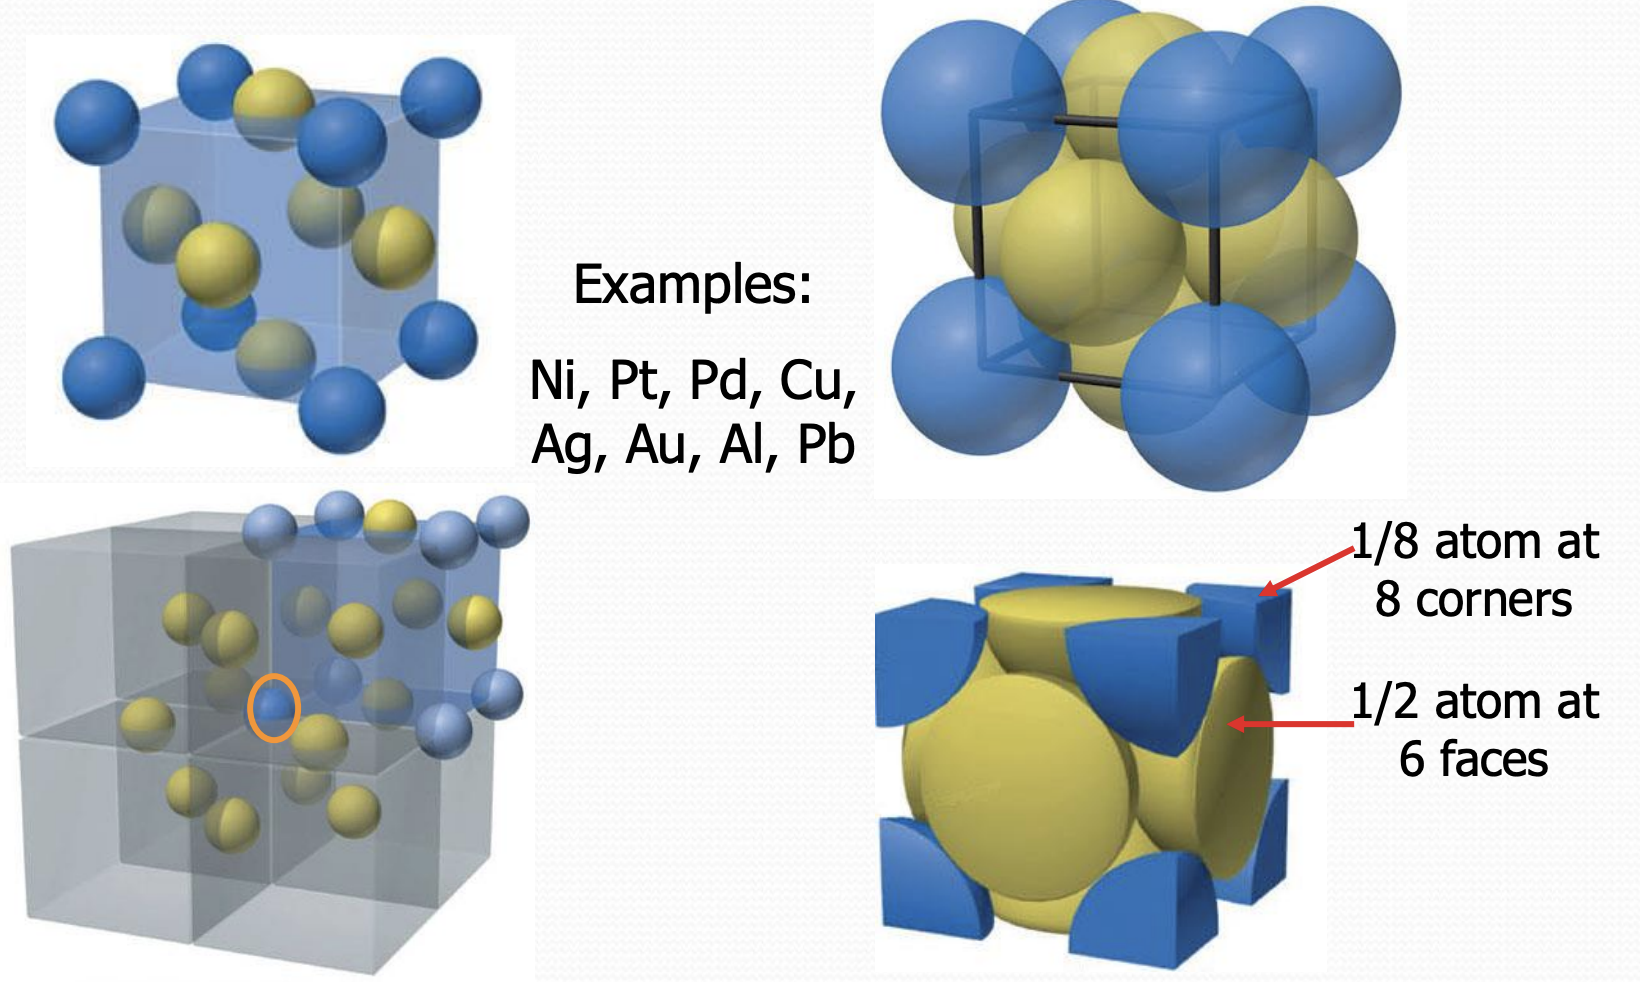 Examples:
Ni, Pt, Pd, Cu,
Ag, Au, Al, Pb
1/8 atom at
8 corners
1/2 atom at
6 faces